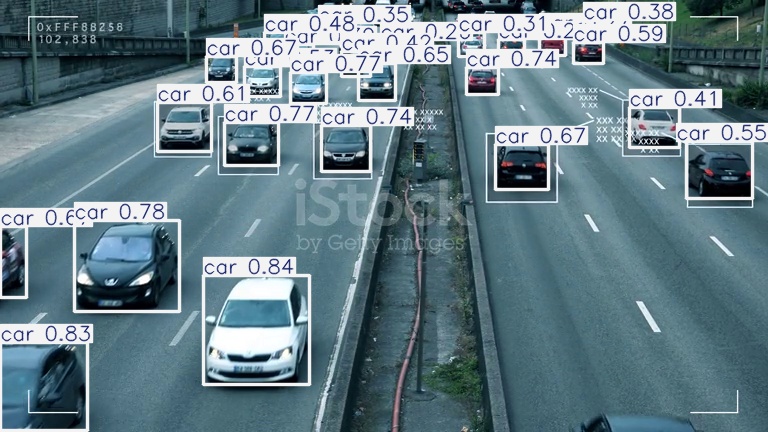 0xFFF88258
102,838
car 0.35
car 0.48
car 0.31
car 0.38
car 0.59
car 0.67
car 0.77
car 0.65
car 0.74
car 0.61
car 0.77
car 0.74
car 0.41
car 0.67
car 0.55
car 0.78
car 0.84
car 0.83
iStock
by Getty Images